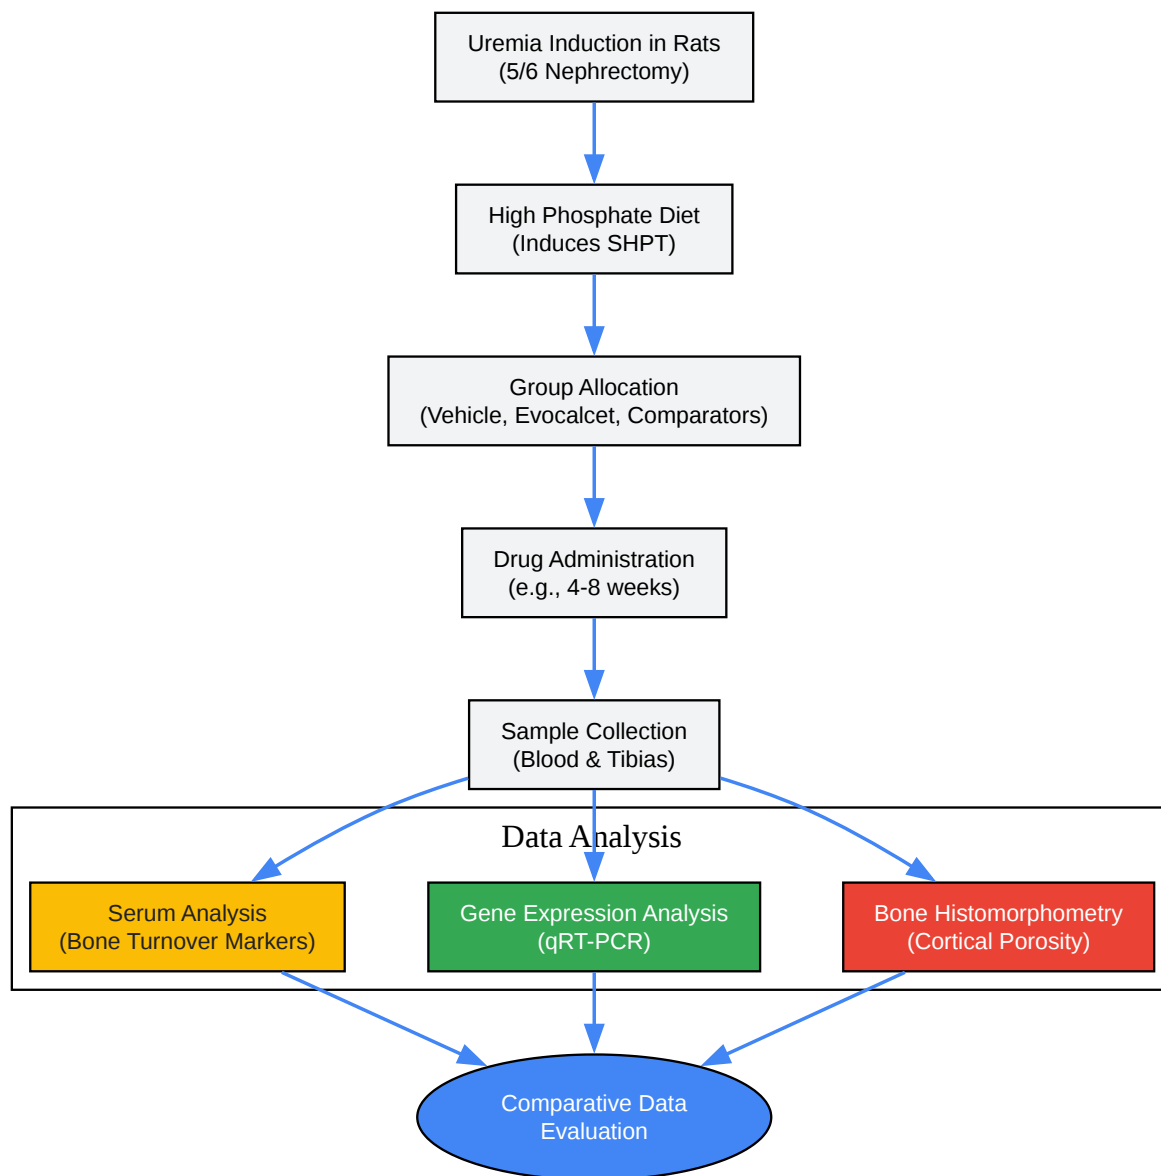 Uremia Induction in Rats
(5/6 Nephrectomy)
High Phosphate Diet
(Induces SHPT)
Group Allocation
(Vehicle, Evocalcet, Comparators)
Drug Administration
(e.g., 4-8 weeks)
Sample Collection
(Blood & Tibias)
Data Analysis
Serum Analysis
(Bone Turnover Markers)
Gene Expression Analysis
(qRT-PCR)
Bone Histomorphometry
(Cortical Porosity)
Comparative Data
Evaluation